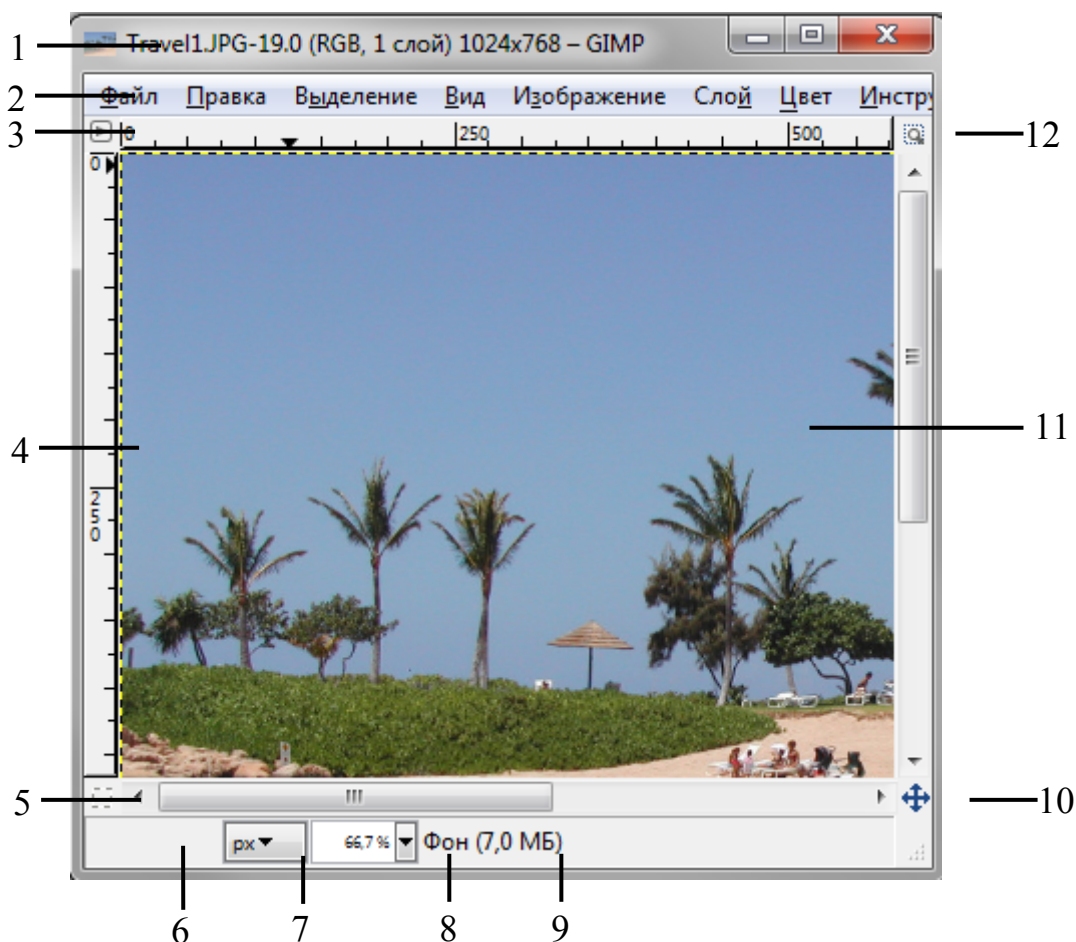 1 Travel1.JPG-19.0 (RGB, 1 слой) 1024x768 – GIMP
2 Файл Правка Выделение Вид Изображение Слой Цвет Инстру
3 0 250 500 12
0
4 11
250
5 10
px 66,7 % Фон (7,0 МБ)
6 7 8 9